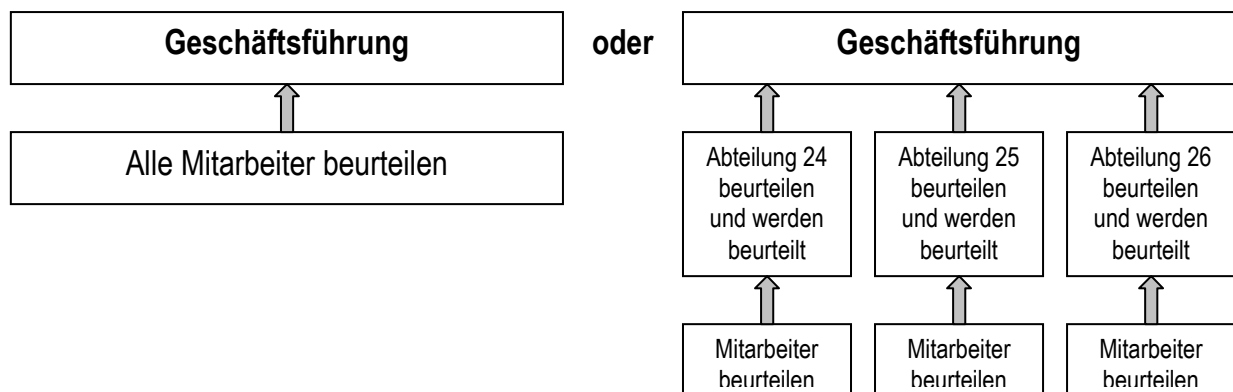 Geschäftsführung
Alle Mitarbeiter beurteilen
oder
Geschäftsführung
Abteilung 24
beurteilen
und werden
beurteilt
Abteilung 25
beurteilen
und werden
beurteilt
Abteilung 26
beurteilen
und werden
beurteilt
Mitarbeiter
beurteilen
Mitarbeiter
beurteilen
Mitarbeiter
beurteilen